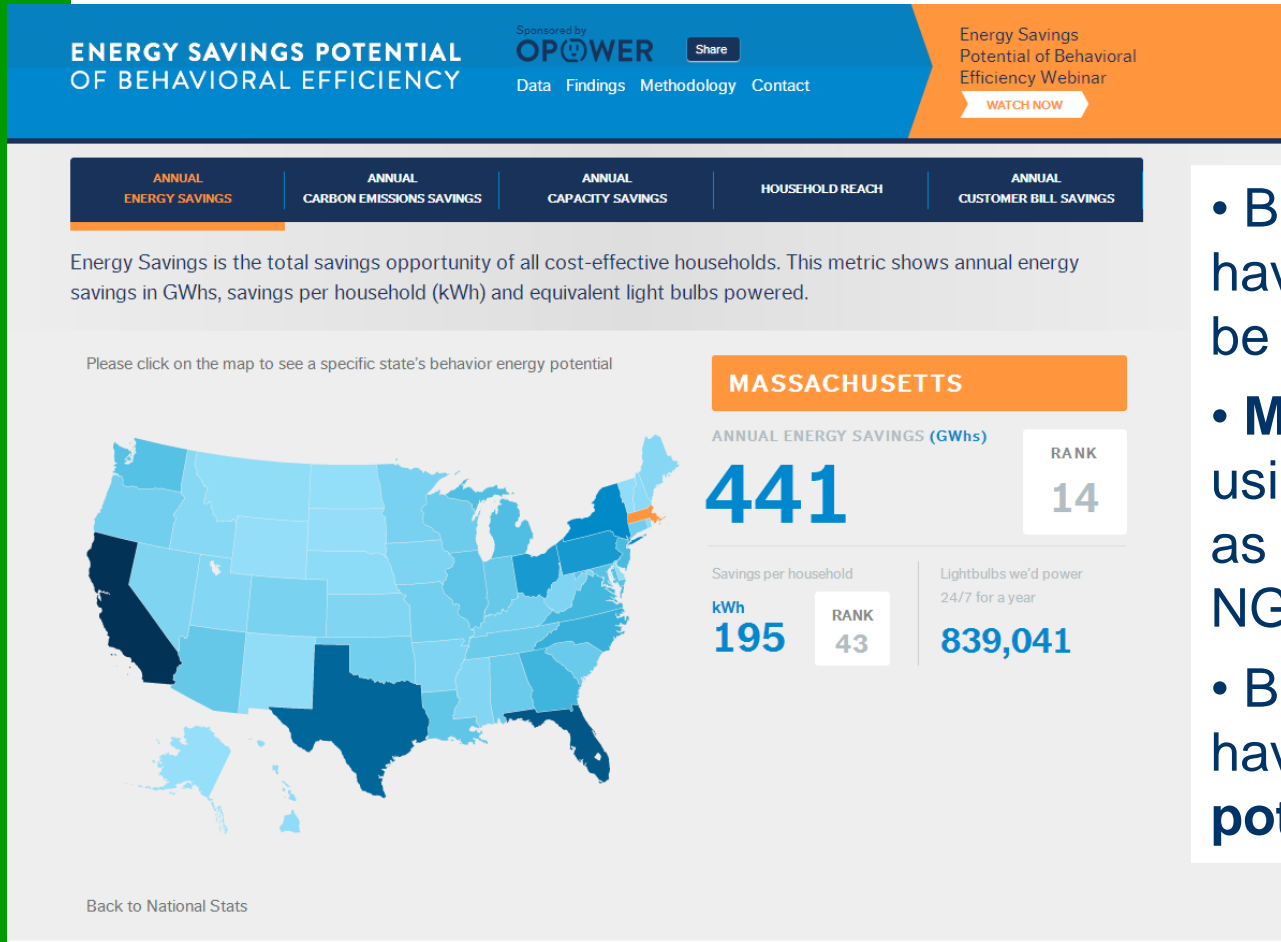 ENERGY SAVINGS POTENTIAL
OF BEHAVIORAL EFFICIENCY
Sponsored by
OPOWER
Share
Data Findings Methodology Contact
Energy Savings
Potential of Behavioral
Efficiency Webinar
WATCH NOW
ANNUAL
ENERGY SAVINGS
ANNUAL
CARBON EMISSIONS SAVINGS
ANNUAL
CAPACITY SAVINGS
HOUSEHOLD REACH
ANNUAL
CUSTOMER BILL SAVINGS
Energy Savings is the total savings opportunity of all cost-effective households. This metric shows annual energy
savings in GWhs, savings per household (kWh) and equivalent light bulbs powered.
Please click on the map to see a specific state's behavior energy potential
MASSACHUSETTS
ANNUAL ENERGY SAVINGS (GWhs)
441
RANK
14
Savings per household
kWh
195
RANK
43
Lightbulbs we'd power
24/7 for a year
839,041
Back to National Stats
be
as